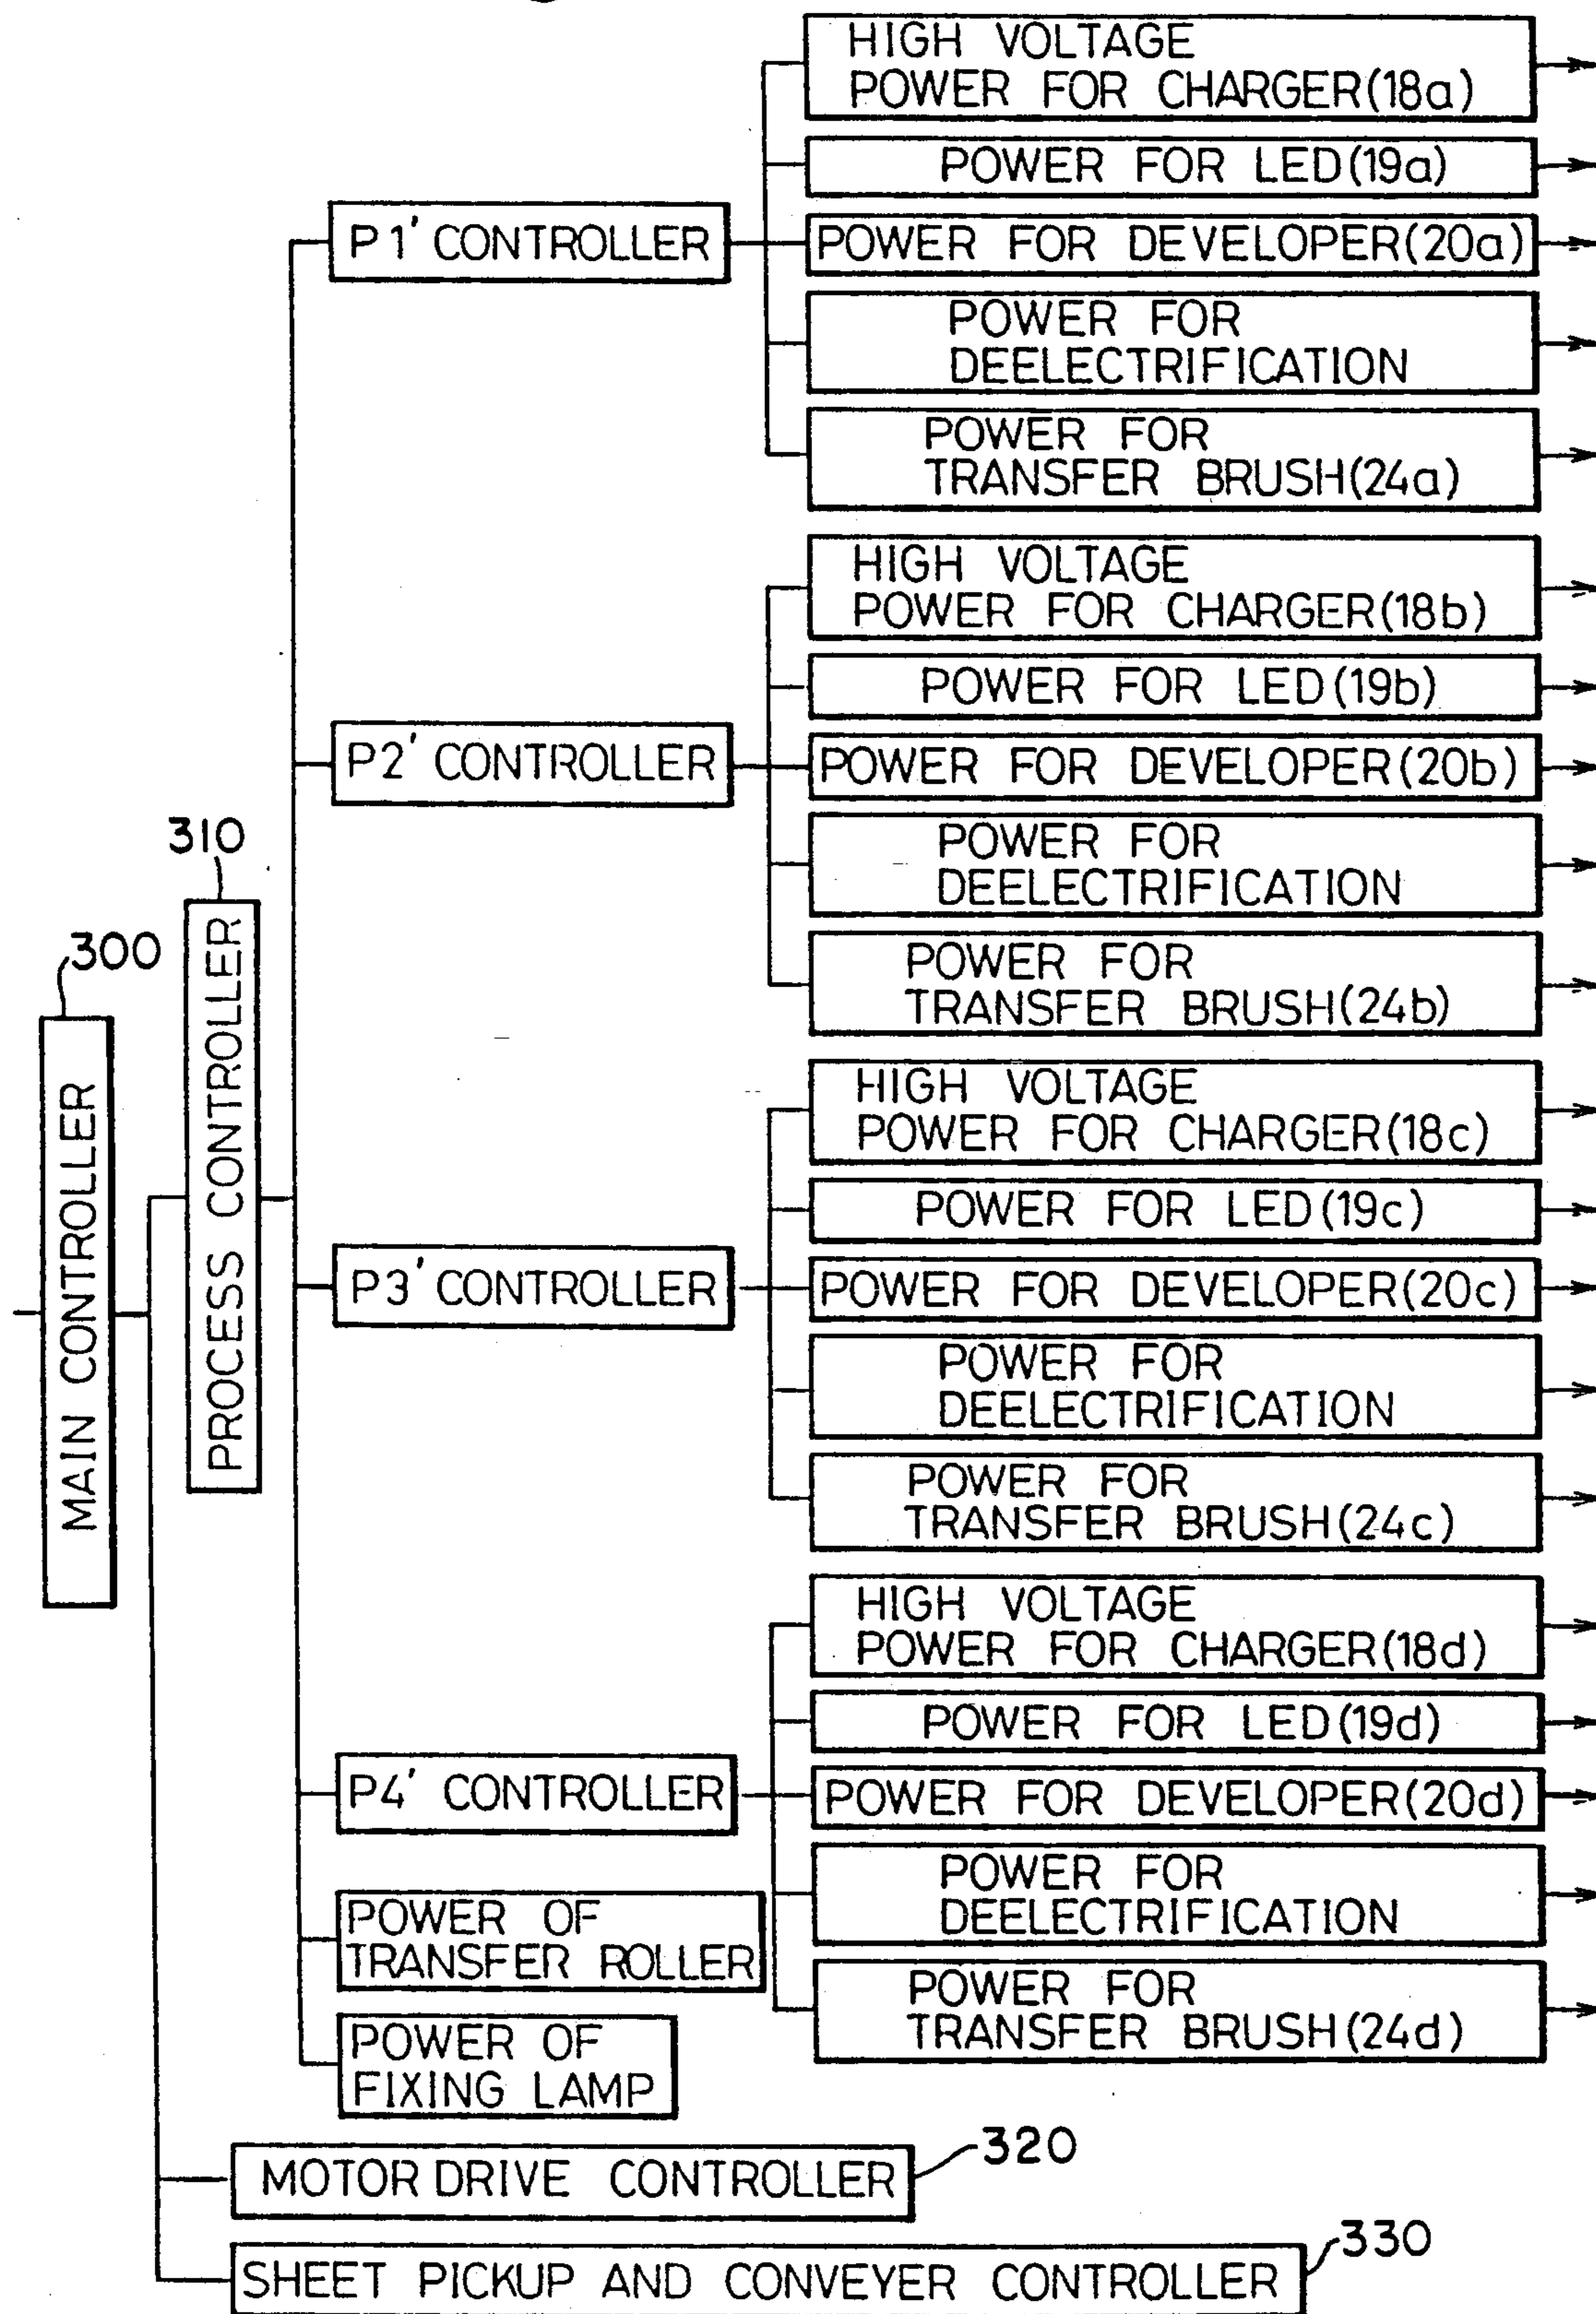 300
MAIN CONTROLLER
310
PROCESS CONTROLLER
P1' CONTROLLER
HIGH VOLTAGE
POWER FOR CHARGER(18a)
POWER FOR LED(19a)
POWER FOR DEVELOPER(20a)
POWER FOR
DEELECTRIFICATION
POWER FOR
TRANSFER BRUSH(24a)
P2' CONTROLLER
HIGH VOLTAGE
POWER FOR CHARGER(18b)
POWER FOR LED(19b)
POWER FOR DEVELOPER(20b)
POWER FOR
DEELECTRIFICATION
POWER FOR
TRANSFER BRUSH(24b)
P3' CONTROLLER
HIGH VOLTAGE
POWER FOR CHARGER(18c)
POWER FOR LED(19c)
POWER FOR DEVELOPER(20c)
POWER FOR
DEELECTRIFICATION
POWER FOR
TRANSFER BRUSH(24c)
P4' CONTROLLER
HIGH VOLTAGE
POWER FOR CHARGER(18d)
POWER FOR LED(19d)
POWER FOR DEVELOPER(20d)
POWER FOR
DEELECTRIFICATION
POWER FOR
TRANSFER BRUSH(24d)
POWER OF
TRANSFER ROLLER
POWER OF
FIXING LAMP
MOTOR DRIVE CONTROLLER
320
SHEET PICKUP AND CONVEYER CONTROLLER
330